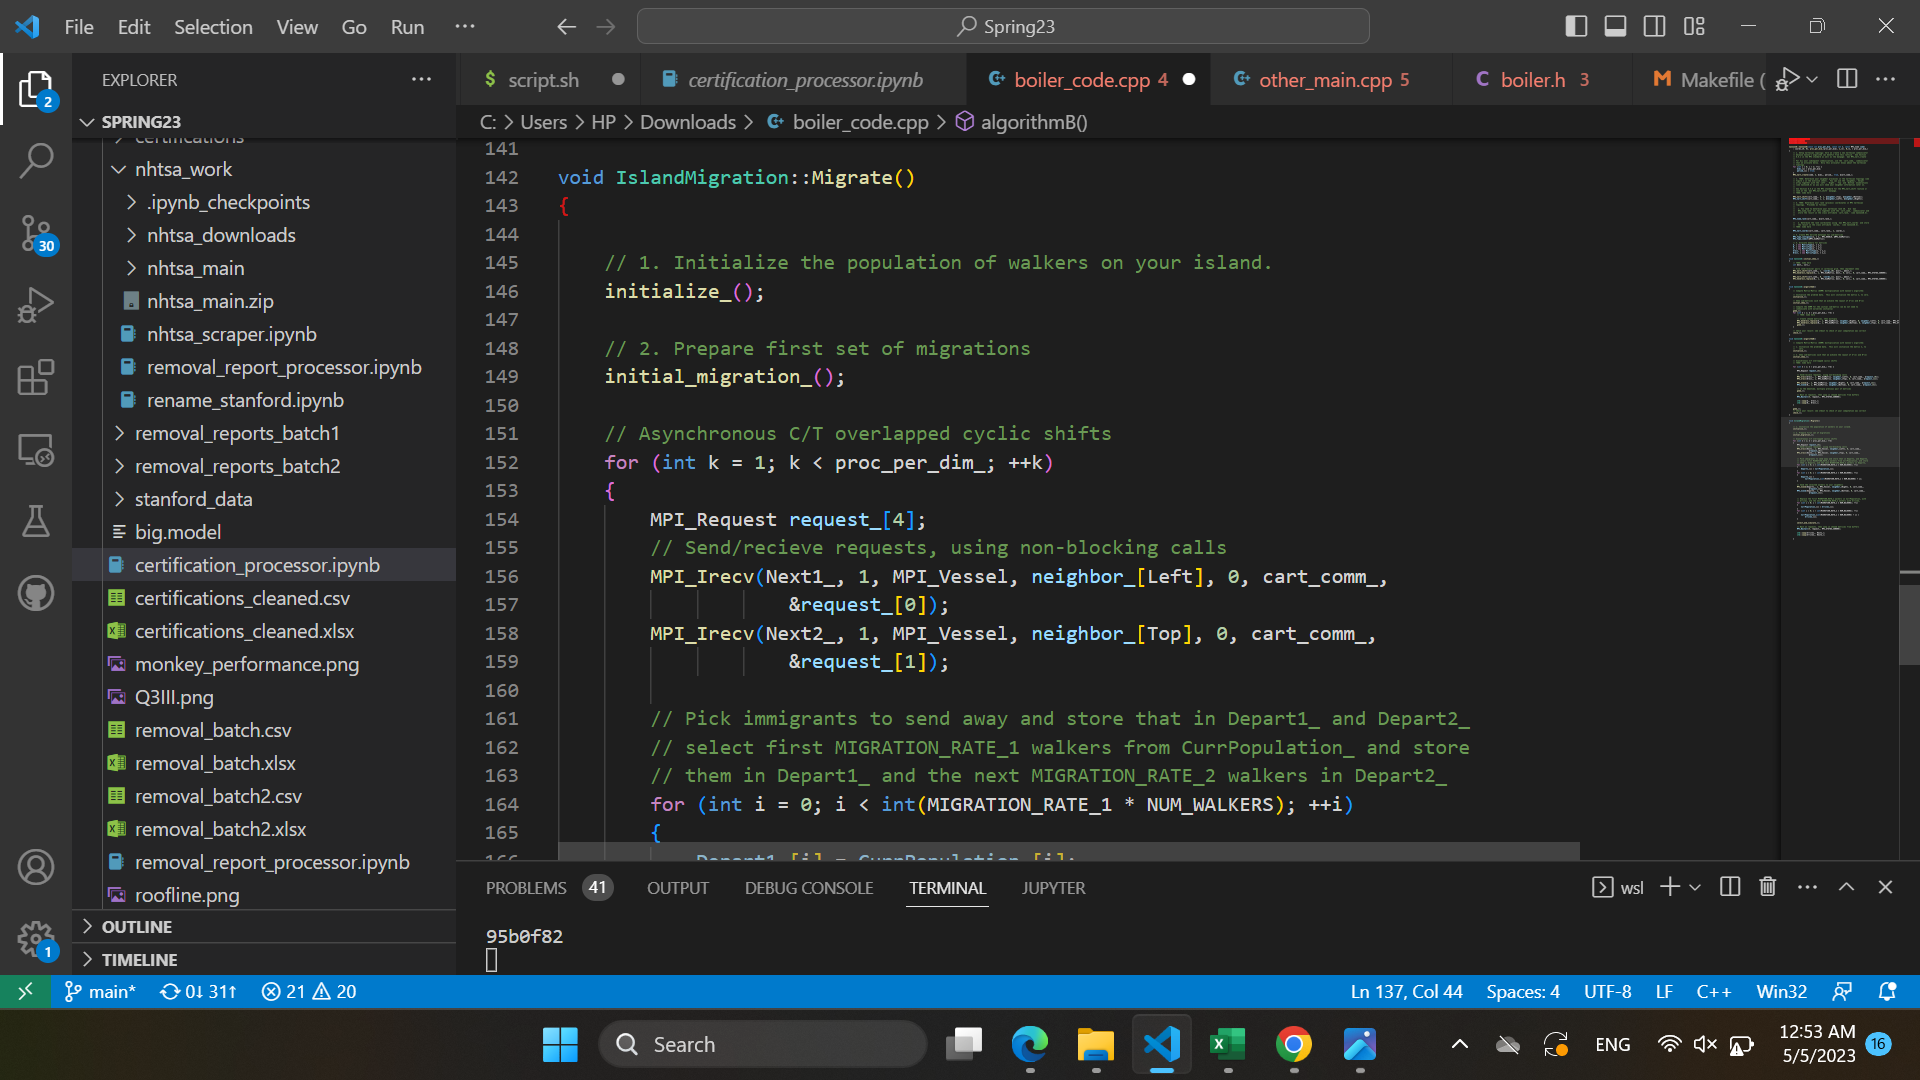 File Edit Selection View Go Run ···
Spring23
EXPLORER
$ script.sh
certification_processor.ipynb
boiler_code.cpp 4
other_main.cpp 5
C boiler.h 3
M Makefile (
C: > Users > HP > Downloads > boiler_code.cpp > algorithmB()
2
30
1
SPRING23
certifications
nhtsa_work
.ipynb_checkpoints
nhtsa_downloads
nhtsa_main
nhtsa_main.zip
nhtsa_scraper.ipynb
removal_report_processor.ipynb
rename_stanford.ipynb
removal_reports_batch1
removal_reports_batch2
stanford_data
big.model
certification_processor.ipynb
certifications_cleaned.csv
certifications_cleaned.xlsx
monkey_performance.png
Q3III.png
removal_batch.csv
removal_batch.xlsx
removal_batch2.csv
removal_batch2.xlsx
removal_report_processor.ipynb
roofline.png
OUTLINE
TIMELINE
141
142 void IslandMigration::Migrate()
143 {
144
145 // 1. Initialize the population of walkers on your island.
146 initialize_();
147
148 // 2. Prepare first set of migrations
149 initial_migration_();
150
151 // Asynchronous C/T overlapped cyclic shifts
152 for (int k = 1; k < proc_per_dim_; ++k)
153 {
154 MPI_Request request_[4];
155 // Send/recieve requests, using non-blocking calls
156 MPI_Irecv(Next1_, 1, MPI_Vessel, neighbor_[Left], 0, cart_comm_,
157 &request_[0]);
158 MPI_Irecv(Next2_, 1, MPI_Vessel, neighbor_[Top], 0, cart_comm_,
159 &request_[1]);
160
161 // Pick immigrants to send away and store that in Depart1_ and Depart2_
162 // select first MIGRATION_RATE_1 walkers from CurrPopulation_ and store
163 // them in Depart1_ and the next MIGRATION_RATE_2 walkers in Depart2_
164 for (int i = 0; i < int(MIGRATION_RATE_1 * NUM_WALKERS); ++i)
165 {
166 Depart1_[i] = CurrPopulation_[i];
PROBLEMS 41 OUTPUT DEBUG CONSOLE TERMINAL JUPYTER
wsl
95b0f82
main* 0↓ 31↑ 21 20
Ln 137, Col 44 Spaces: 4 UTF-8 LF C++ Win32
Search
ENG
12:53 AM
5/5/2023
16